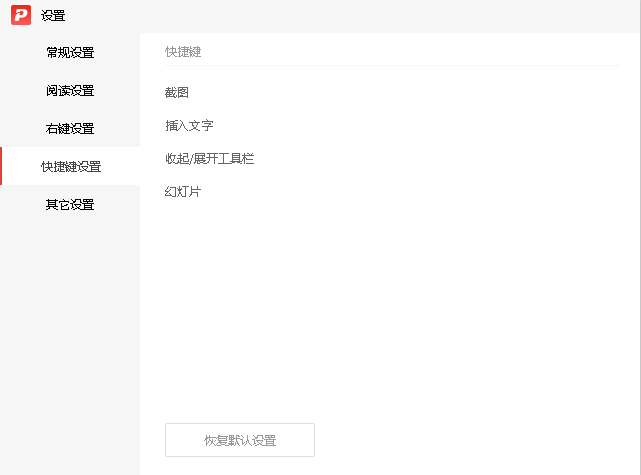 设置
常规设置
阅读设置
右键设置
快捷键设置
其它设置
快捷键
截图
插入文字
收起/展开工具栏
幻灯片
恢复默认设置